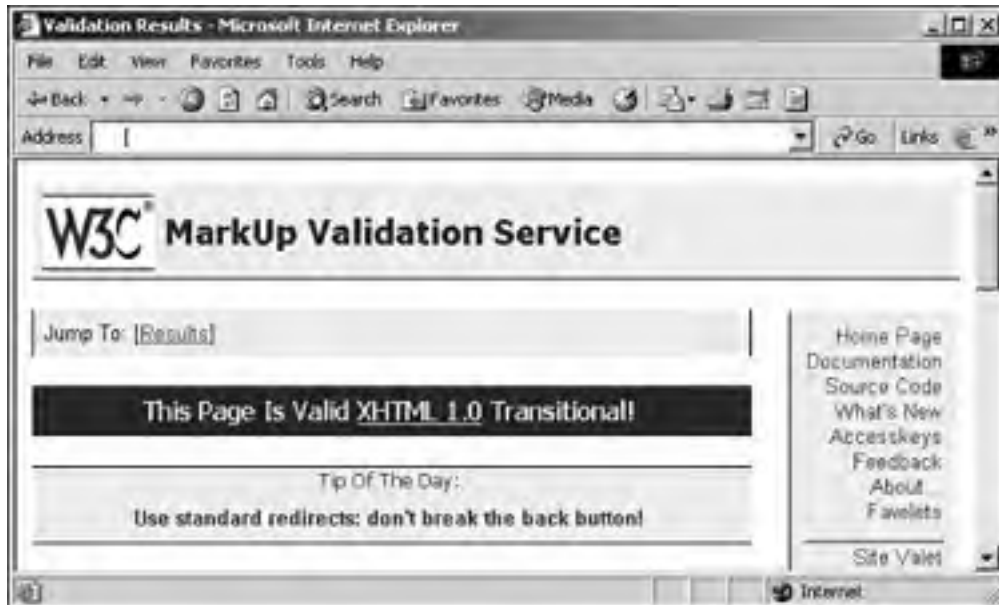 Validation Results - Microsoft Internet Explorer
File Edit View Favorites Tools Help
Back Search Favorites Media
Address Go Links »
W3C® MarkUp Validation Service
Jump To: [Results]
This Page Is Valid XHTML 1.0 Transitional!
Tip Of The Day:
Use standard redirects: don't break the back button!
Home Page
Documentation
Source Code
What's New
Accesskeys
Feedback
About...
Favelets
Site Valet
Internet